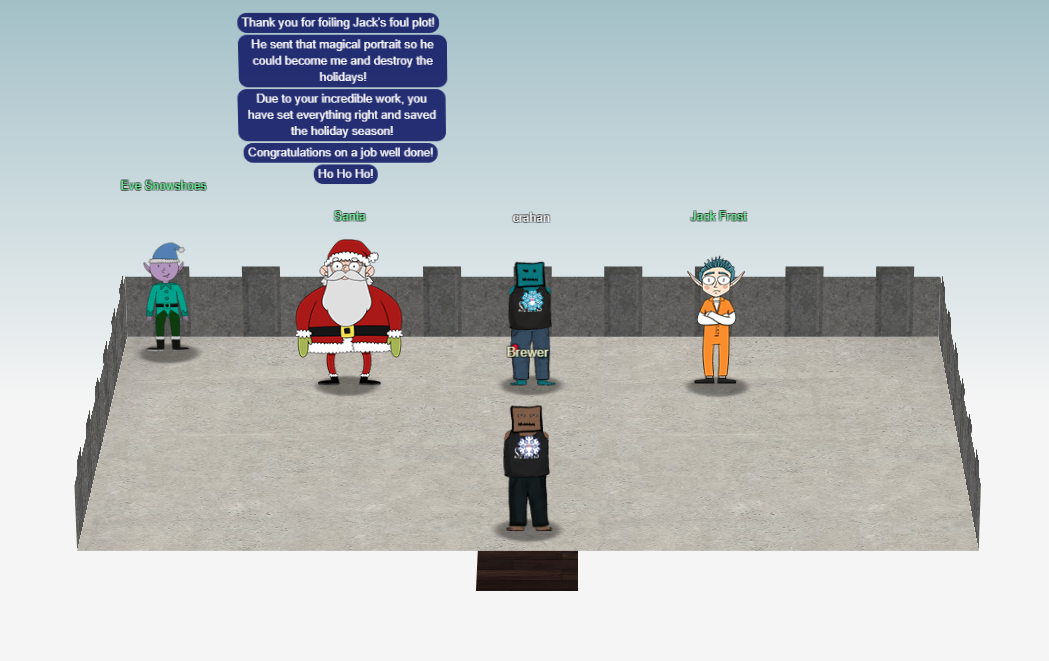 Thank you for foiling Jack's foul plot!
He sent that magical portrait so he
could become me and destroy the
holidays!
Due to your incredible work, you
have set everything right and saved
the holiday season!
Congratulations on a job well done!
Ho Ho Ho!
Eve Snowshoes
Santa
crahan
Jack Frost
Brewer